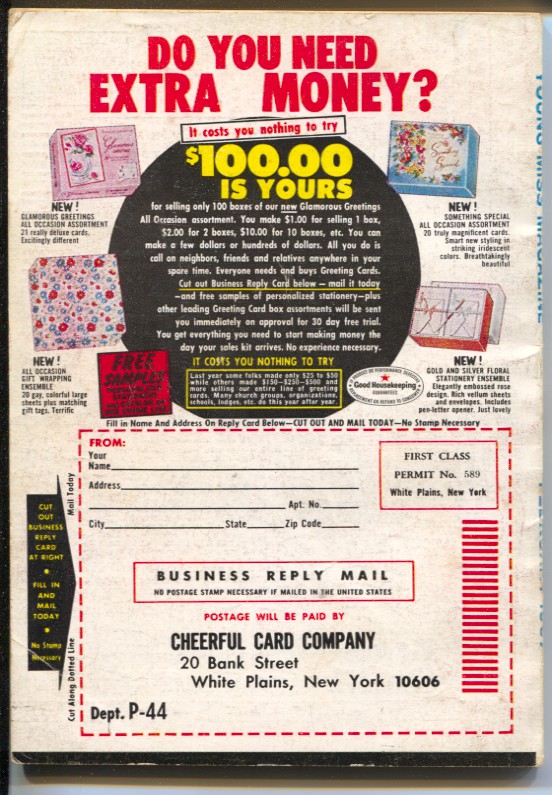 DO YOU NEED
EXTRA MONEY?
It costs you nothing to try
$100.00
IS YOURS
for selling only 100 boxes of our new Glamorous Greetings
All Occasion assortment. You make $1.00 for selling 1 box,
$2.00 for 2 boxes, $10.00 for 10 boxes, etc. You can
make a few dollars or hundreds of dollars. All you do is
call on neighbors, friends and relatives anywhere in your
spare time. Everyone needs and buys Greeting Cards.
Cut out Business Reply Card below — mail it today
—and free samples of personalized stationery—plus
other leading Greeting Card box assortments will be sent
you immediately on approval for 30 day free trial.
You get everything you need to start making money the
day your sales kit arrives. No experience necessary.
IT COSTS YOU NOTHING TO TRY
Last year some folks made only $25 to $50
while others made $150—$250—$500 and
more selling our entire line of greeting
cards. Many church groups, organizations,
schools, lodges, etc. do this year after year.
NEW!
GLAMOROUS GREETINGS
ALL OCCASION ASSORTMENT
21 really deluxe cards.
Excitingly different
NEW!
SOMETHING SPECIAL
ALL OCCASION ASSORTMENT
20 truly magnificent cards.
Smart new styling in
striking iridescent
colors. Breathtakingly
beautiful
NEW!
ALL OCCASION
GIFT WRAPPING
ENSEMBLE
20 gay, colorful large
sheets plus matching
gift tags. Terrific
FREE
SAMPLES
Good Housekeeping
GUARANTEES
NEW!
GOLD AND SILVER FLORAL
STATIONERY ENSEMBLE
Elegantly embossed rose
design. Rich vellum sheets
and envelopes. Includes
pen-letter opener. Just lovely
Fill in Name And Address On Reply Card Below—CUT OUT AND MAIL TODAY—No Stamp Necessary
FROM:
Your
Name
Address
Apt. No.
City State Zip Code
FIRST CLASS
PERMIT No. 589
White Plains, New York
CUT
OUT
BUSINESS
REPLY
CARD
AT RIGHT
•
FILL IN
AND
MAIL
TODAY
•
No Stamp
Necessary
Mail Today
Cut Along Dotted Line
BUSINESS REPLY MAIL
NO POSTAGE STAMP NECESSARY IF MAILED IN THE UNITED STATES
POSTAGE WILL BE PAID BY
CHEERFUL CARD COMPANY
20 Bank Street
White Plains, New York 10606
Dept. P-44